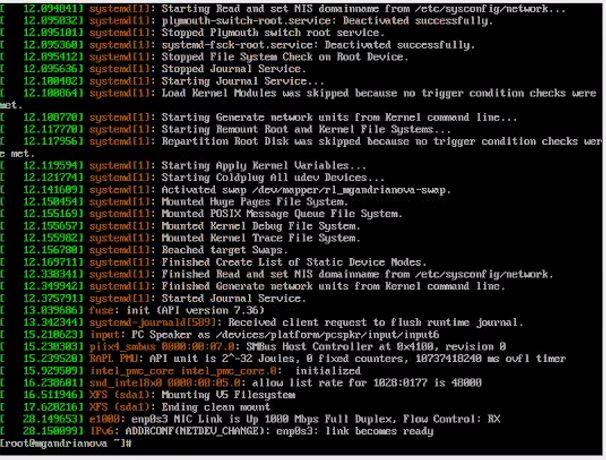 [   12.094841] systemd[1]: Starting Read and set NIS domainname from /etc/sysconfig/network...
[   12.095032] systemd[1]: plymouth-switch-root.service: Deactivated successfully.
[   12.095101] systemd[1]: Stopped Plymouth switch root service.
[   12.095360] systemd[1]: systemd-fsck-root.service: Deactivated successfully.
[   12.095412] systemd[1]: Stopped File System Check on Root Device.
[   12.095636] systemd[1]: Stopped Journal Service.
[   12.100402] systemd[1]: Starting Journal Service...
[   12.100864] systemd[1]: Load Kernel Modules was skipped because no trigger condition checks were
met.
[   12.108770] systemd[1]: Starting Generate network units from Kernel command line...
[   12.117770] systemd[1]: Starting Remount Root and Kernel File Systems...
[   12.117956] systemd[1]: Repartition Root Disk was skipped because no trigger condition checks wer
e met.
[   12.119594] systemd[1]: Starting Apply Kernel Variables...
[   12.121774] systemd[1]: Starting Coldplug All udev Devices...
[   12.141609] systemd[1]: Activated swap /dev/mapper/rl_mgandrianova-swap.
[   12.150454] systemd[1]: Mounted Huge Pages File System.
[   12.155169] systemd[1]: Mounted POSIX Message Queue File System.
[   12.155657] systemd[1]: Mounted Kernel Debug File System.
[   12.155982] systemd[1]: Mounted Kernel Trace File System.
[   12.156780] systemd[1]: Reached target Swaps.
[   12.169711] systemd[1]: Finished Create List of Static Device Nodes.
[   12.338341] systemd[1]: Finished Read and set NIS domainname from /etc/sysconfig/network.
[   12.349942] systemd[1]: Finished Generate network units from Kernel command line.
[   12.375791] systemd[1]: Started Journal Service.
[   13.039686] fuse: init (API version 7.36)
[   13.342344] systemd-journald[589]: Received client request to flush runtime journal.
[   15.210623] input: PC Speaker as /devices/platform/pcspkr/input/input6
[   15.230303] piix4_smbus 0000:00:07.0: SMBus Host Controller at 0x4100, revision 0
[   15.239520] RAPL PMU: API unit is 2^-32 Joules, 0 fixed counters, 10737418240 ms ovfl timer
[   15.929509] intel_pmc_core intel_pmc_core.0:  initialized
[   16.238601] snd_intel8x0 0000:00:05.0: allow list rate for 1028:0177 is 48000
[   16.511946] XFS (sda1): Mounting V5 Filesystem
[   17.620216] XFS (sda1): Ending clean mount
[   28.149653] e1000: enp0s3 NIC Link is Up 1000 Mbps Full Duplex, Flow Control: RX
[   28.150099] IPv6: ADDRCONF(NETDEV_CHANGE): enp0s3: link becomes ready
[root@mgandrianova ~]#